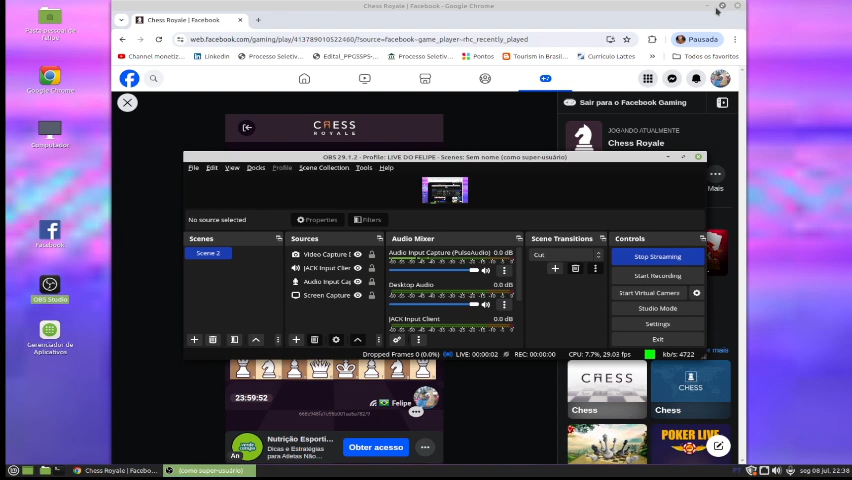 Chess Royale | Facebook - Google Chrome
Chess Royale | Facebook
web.facebook.com/gaming/play/413789010522460/?source=facebook_game_player=rhc_recently_played
Pausada
Channel monetiz...
LinkedIn
Processo Seletiv...
Edital_PPGSSPS-...
Processo Seletiv...
Tourism in Brasil...
Currículo Lattes
Todos os favoritos
Pasta pessoal de
felipe
Google Chrome
Computador
Facebook
OBS Studio
Gerenciador de
Aplicativos
CHESS
ROYALE
Sair para o Facebook Gaming
JOGANDO ATUALMENTE
Chess Royale
Mais
OBS 29.1.2 - Profile: LIVE DO FELIPE - Scenes: Sem nome (como super-usuário)
File Edit View Docks Profile Scene Collection Tools Help
No source selected
Properties
Filters
Scenes
Sources
Audio Mixer
Scene Transitions
Controls
Scene 2
Video Capture D
JACK Input Clier
Audio Input Cap
Screen Capture
Audio Input Capture (PulseAudio) 0.0 dB
Desktop Audio 0.0 dB
JACK Input Client 0.0 dB
Cut
Stop Streaming
Start Recording
Start Virtual Camera
Studio Mode
Settings
Exit
Dropped Frames 0 (0.0%)
LIVE: 00:00:02
REC: 00:00:00
CPU: 7.7%, 29.03 fps
kb/s: 4722
23:59:52
Felipe
Nutrição Esporti...
Dietas e Estratégias
para Atletas Não...
An
Obter acesso
mais
CHESS
Chess
CHESS
Chess
POKER LIVE
Chess Royale | Facebo...
(como super-usuário)
PT
seg 08 jul, 22:38